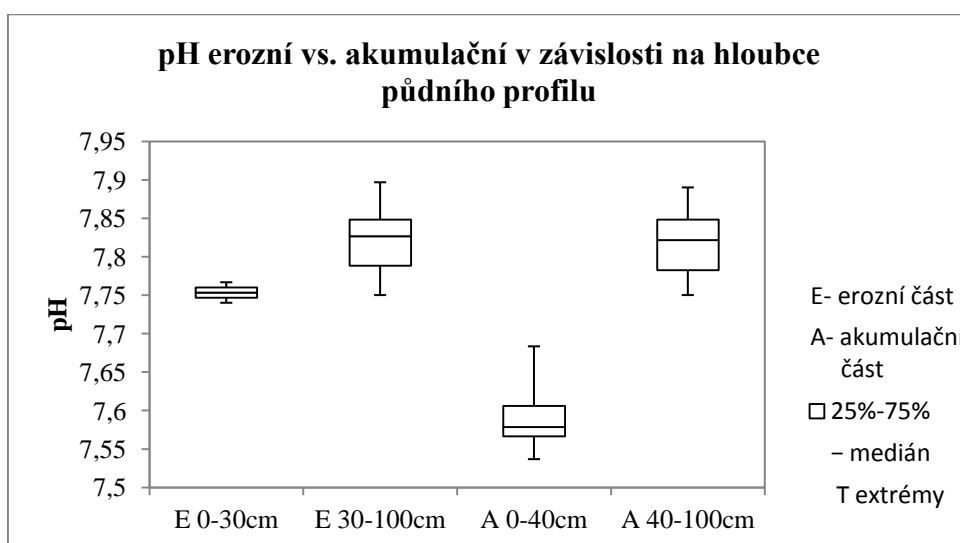 pH erozní vs. akumulační v závislosti na hloubce
půdního profilu
7,95
7,9
7,85
7,8
7,75
7,7
7,65
7,6
7,55
7,5
pH
E 0-30cm
E 30-100cm
A 0-40cm
A 40-100cm
E- erozní část
A- akumulační
část
25%-75%
– medián
T extrémy